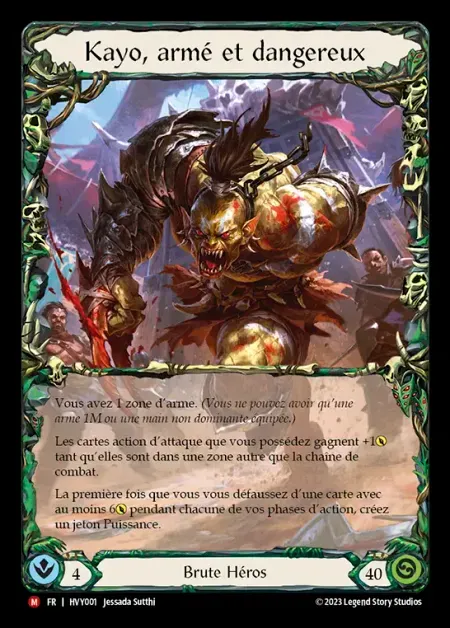 Kayo, armé et dangereux
Vous avez 1 zone d'arme. (Vous ne pouvez avoir qu'une
arme 1M ou une main non dominante équipée.)
Les cartes action d'attaque que vous possédez gagnent +1
tant qu'elles sont dans une zone autre que la chaîne de
combat.
La première fois que vous vous défaussez d'une carte avec
au moins 6 pendant chacune de vos phases d'action, créez
un jeton Puissance.
4
Brute Héros
40
M FR | HVY001 Jessada Sutthi
© 2023 Legend Story Studios